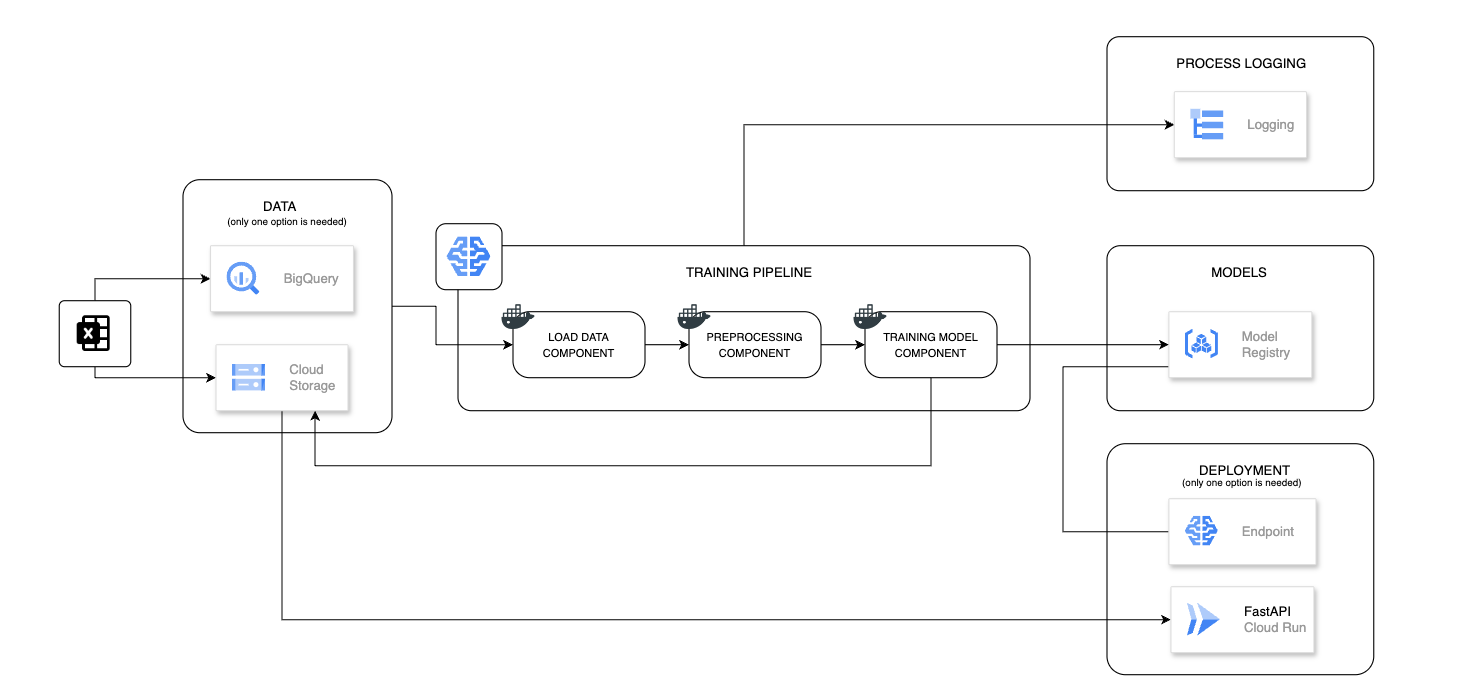 PROCESS LOGGING
Logging
DATA
(only one option is needed)
BigQuery
X
Cloud
Storage
TRAINING PIPELINE
LOAD DATA
COMPONENT
PREPROCESSING
COMPONENT
TRAINING MODEL
COMPONENT
MODELS
Model
Registry
DEPLOYMENT
(only one option is needed)
Endpoint
FastAPI
Cloud Run